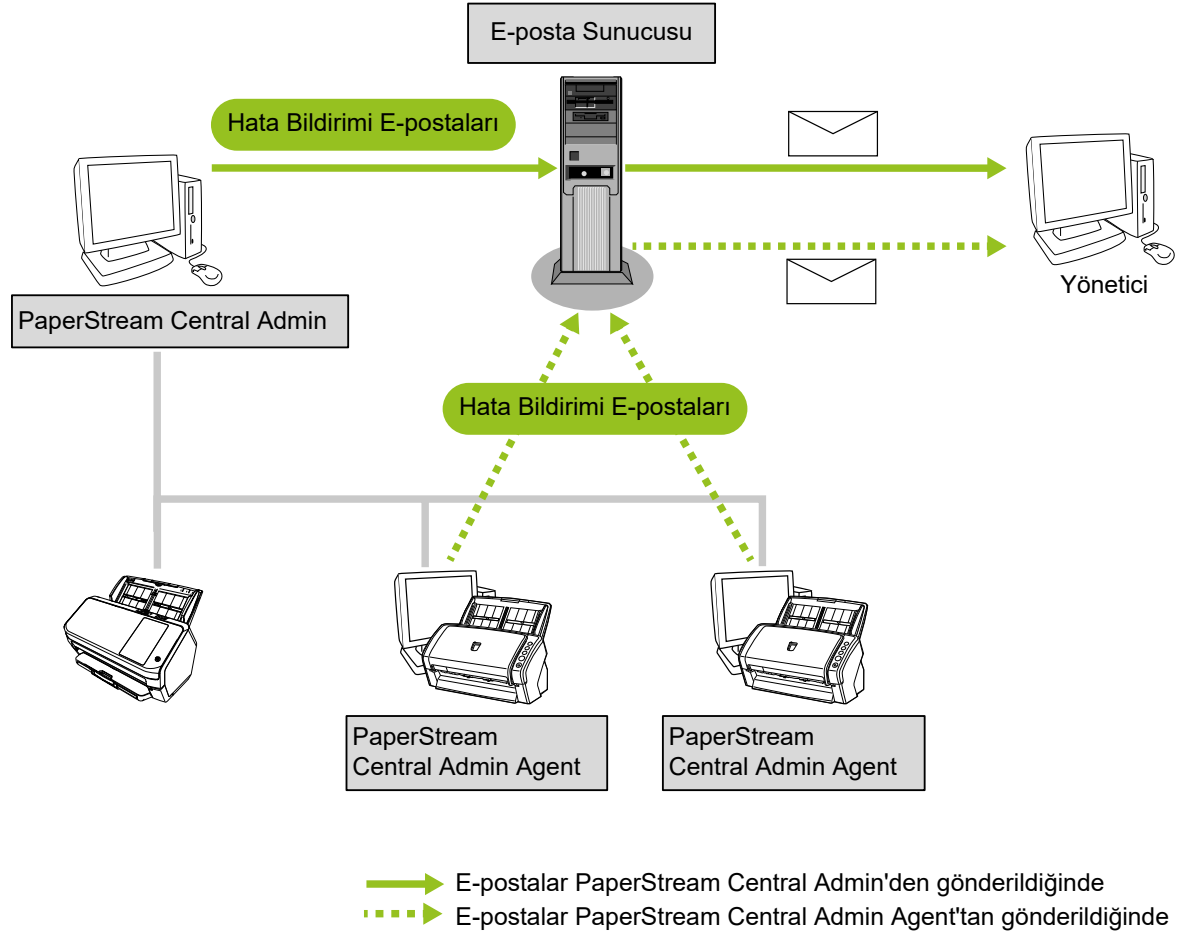 E-posta Sunucusu
Hata Bildirimi E-postaları
Yönetici
PaperStream Central Admin
Hata Bildirimi E-postaları
PaperStream
Central Admin Agent
PaperStream
Central Admin Agent
E-postalar PaperStream Central Admin'den gönderildiğinde
E-postalar PaperStream Central Admin Agent'tan gönderildiğinde